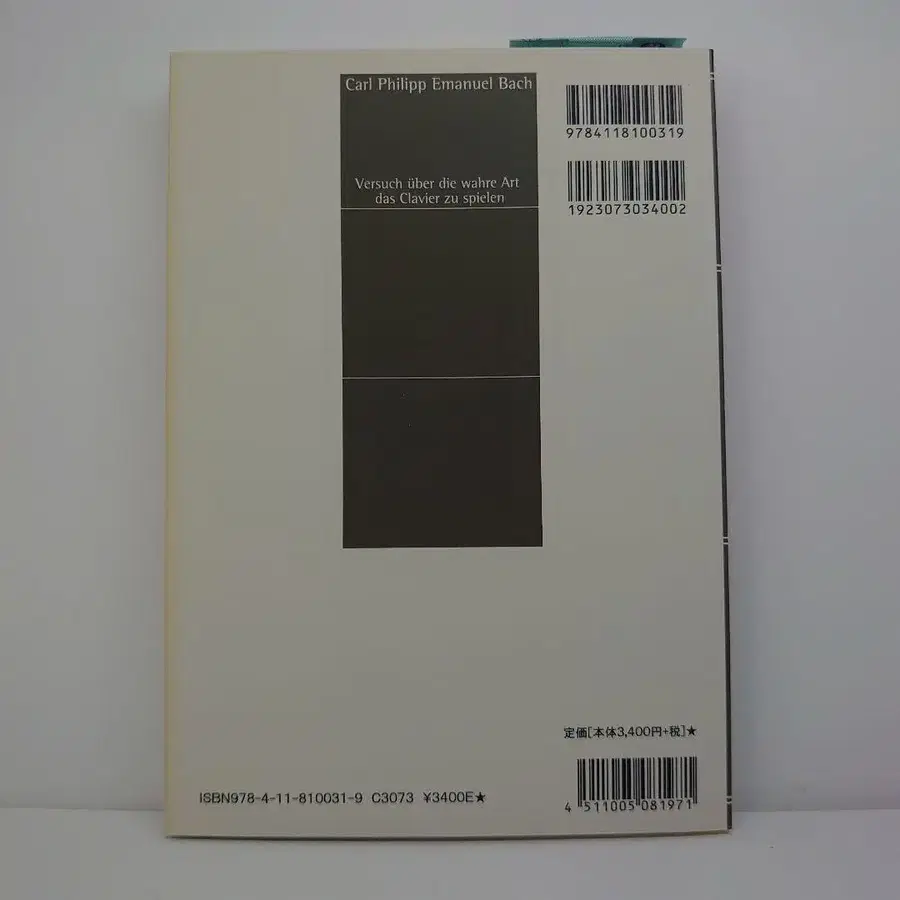 Carl Philipp Emanuel Bach
Versuch über die wahre Art
das Clavier zu spielen
9784118100319
1923073034002
定価[本体3,400円+税]★
ISBN978-4-11-810031-9 C3073 ¥3400E★
4 511005 081971